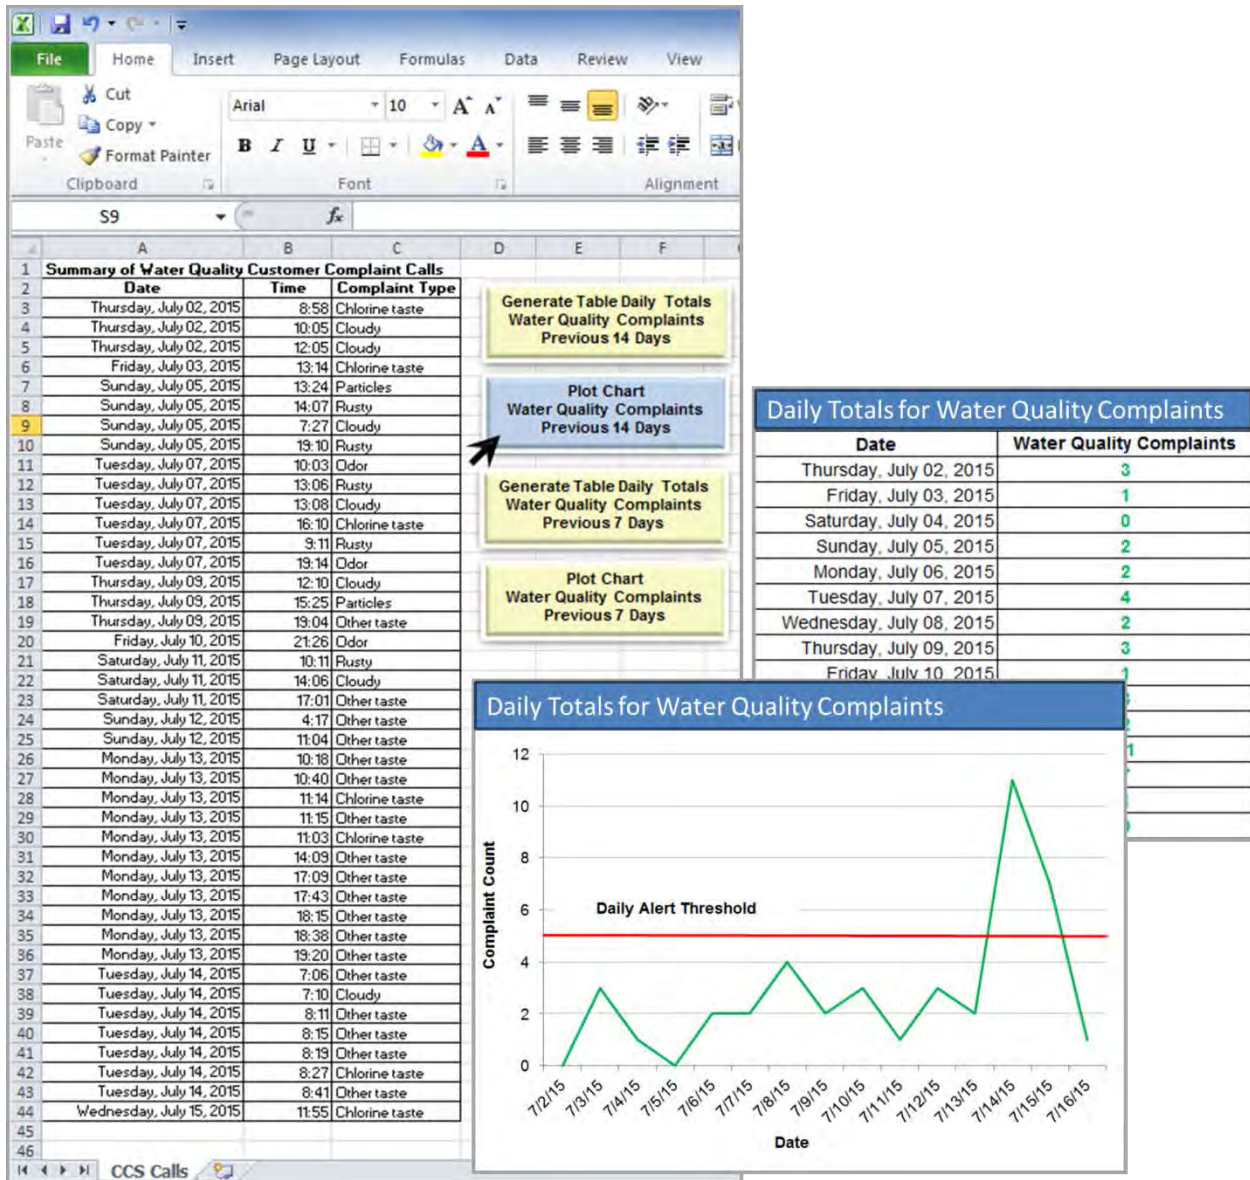 File Home Insert Page Layout Formulas Data Review View
Cut
Copy
Paste
Format Painter
Clipboard
Arial 10 A A
B I U A
Font
Alignment
S9 fx
A B C D E F
1 Summary of Water Quality Customer Complaint Calls
2 Date Time Complaint Type
3 Thursday, July 02, 2015 8:58 Chlorine taste
4 Thursday, July 02, 2015 10:05 Cloudy
5 Thursday, July 02, 2015 12:05 Cloudy
6 Friday, July 03, 2015 13:14 Chlorine taste
7 Sunday, July 05, 2015 13:24 Particles
8 Sunday, July 05, 2015 14:07 Rusty
9 Sunday, July 05, 2015 7:27 Cloudy
10 Sunday, July 05, 2015 19:10 Rusty
11 Tuesday, July 07, 2015 10:03 Odor
12 Tuesday, July 07, 2015 13:06 Rusty
13 Tuesday, July 07, 2015 13:08 Cloudy
14 Tuesday, July 07, 2015 16:10 Chlorine taste
15 Tuesday, July 07, 2015 9:11 Rusty
16 Tuesday, July 07, 2015 19:14 Odor
17 Thursday, July 09, 2015 12:10 Cloudy
18 Thursday, July 09, 2015 15:25 Particles
19 Thursday, July 09, 2015 19:04 Other taste
20 Friday, July 10, 2015 21:26 Odor
21 Saturday, July 11, 2015 10:11 Rusty
22 Saturday, July 11, 2015 14:06 Cloudy
23 Saturday, July 11, 2015 17:01 Other taste
24 Sunday, July 12, 2015 4:17 Other taste
25 Sunday, July 12, 2015 11:04 Other taste
26 Monday, July 13, 2015 10:18 Other taste
27 Monday, July 13, 2015 10:40 Other taste
28 Monday, July 13, 2015 11:14 Chlorine taste
29 Monday, July 13, 2015 11:15 Other taste
30 Monday, July 13, 2015 11:03 Chlorine taste
31 Monday, July 13, 2015 14:09 Other taste
32 Monday, July 13, 2015 17:09 Other taste
33 Monday, July 13, 2015 17:43 Other taste
34 Monday, July 13, 2015 18:15 Other taste
35 Monday, July 13, 2015 18:38 Other taste
36 Monday, July 13, 2015 19:20 Other taste
37 Tuesday, July 14, 2015 7:06 Other taste
38 Tuesday, July 14, 2015 7:10 Cloudy
39 Tuesday, July 14, 2015 8:11 Other taste
40 Tuesday, July 14, 2015 8:15 Other taste
41 Tuesday, July 14, 2015 8:19 Other taste
42 Tuesday, July 14, 2015 8:27 Chlorine taste
43 Tuesday, July 14, 2015 8:41 Other taste
44 Wednesday, July 15, 2015 11:55 Chlorine taste
45
46
CCS Calls
Generate Table Daily Totals
Water Quality Complaints
Previous 14 Days
Plot Chart
Water Quality Complaints
Previous 14 Days
Generate Table Daily Totals
Water Quality Complaints
Previous 7 Days
Plot Chart
Water Quality Complaints
Previous 7 Days
Daily Totals for Water Quality Complaints
Date Water Quality Complaints
Thursday, July 02, 2015 3
Friday, July 03, 2015 1
Saturday, July 04, 2015 0
Sunday, July 05, 2015 2
Monday, July 06, 2015 2
Tuesday, July 07, 2015 4
Wednesday, July 08, 2015 2
Thursday, July 09, 2015 3
Friday, July 10, 2015 1
Daily Totals for Water Quality Complaints
12
10
8
6
4
2
0
Complaint Count
Daily Alert Threshold
7/2/15 7/3/15 7/4/15 7/5/15 7/6/15 7/7/15 7/8/15 7/9/15 7/10/15 7/11/15 7/12/15 7/13/15 7/14/15 7/15/15 7/16/15
Date